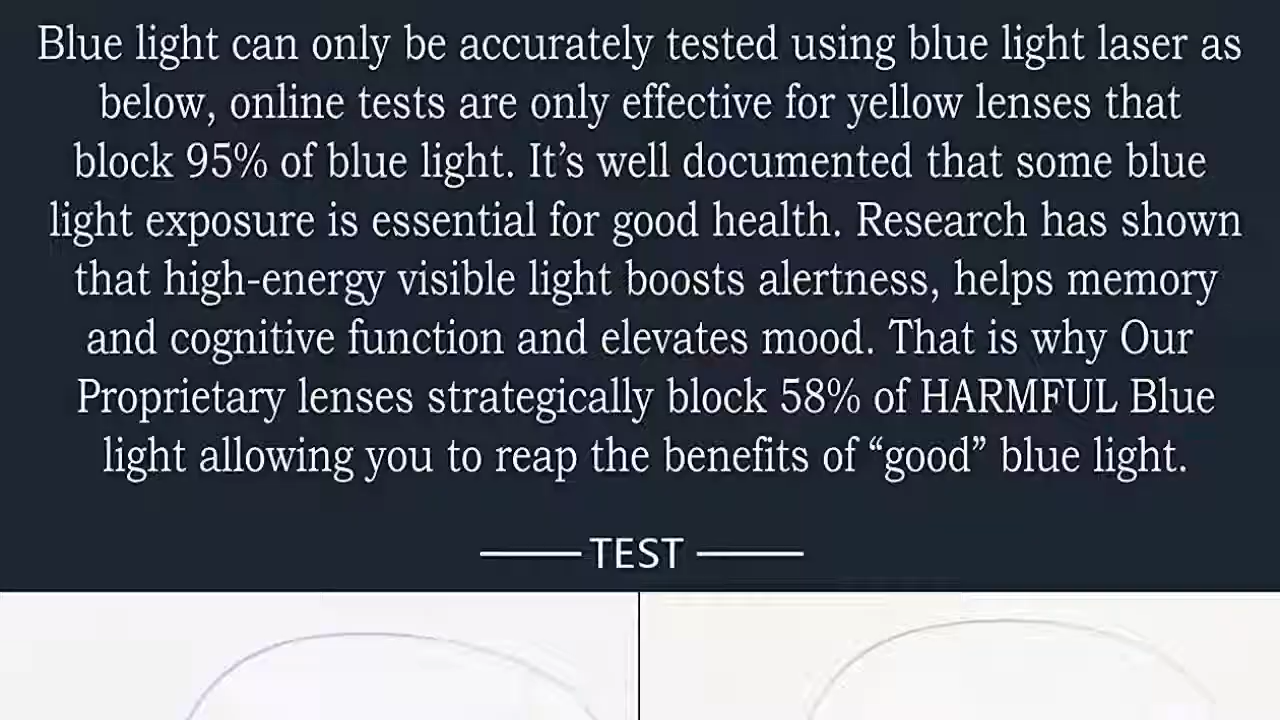 Blue light can only be accurately tested using blue light laser as
below, online tests are only effective for yellow lenses that
block 95% of blue light. It’s well documented that some blue
light exposure is essential for good health. Research has shown
that high-energy visible light boosts alertness, helps memory
and cognitive function and elevates mood. That is why Our
Proprietary lenses strategically block 58% of HARMFUL Blue
light allowing you to reap the benefits of “good” blue light.
TEST